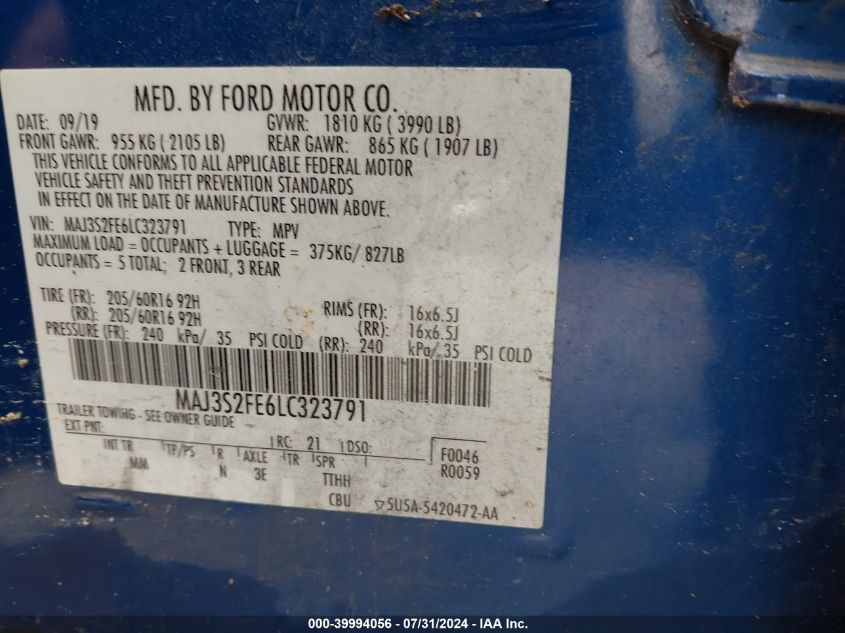 MFD. BY FORD MOTOR CO.
DATE: 09/19 GVWR: 1810 KG ( 3990 LB)
FRONT GAWR: 955 KG ( 2105 LB) REAR GAWR: 865 KG ( 1907 LB)
THIS VEHICLE CONFORMS TO ALL APPLICABLE FEDERAL MOTOR
VEHICLE SAFETY AND THEFT PREVENTION STANDARDS
IN EFFECT ON THE DATE OF MANUFACTURE SHOWN ABOVE.
VIN: MAJ3S2FE6LC323791 TYPE: MPV
MAXIMUM LOAD = OCCUPANTS + LUGGAGE = 375KG/ 827LB
OCCUPANTS = 5 TOTAL; 2 FRONT, 3 REAR
TIRE (FR): 205/60R16 92H RIMS (FR): 16x6.5J
(RR): 205/60R16 92H (RR): 16x6.5J
PRESSURE (FR): 240 kPa/ 35 PSI COLD (RR): 240 kPa/ 35 PSI COLD
MAJ3S2FE6LC323791
TRAILER TOWING - SEE OWNER GUIDE
EXT PNT: RC: 21 DSO:
INT TR TP/PS R AXLE TR SPR F0046
MM N 3E TTHH R0059
CBU ▽5U5A-5420472-AA
000-39994056 - 07/31/2024 - IAA Inc.